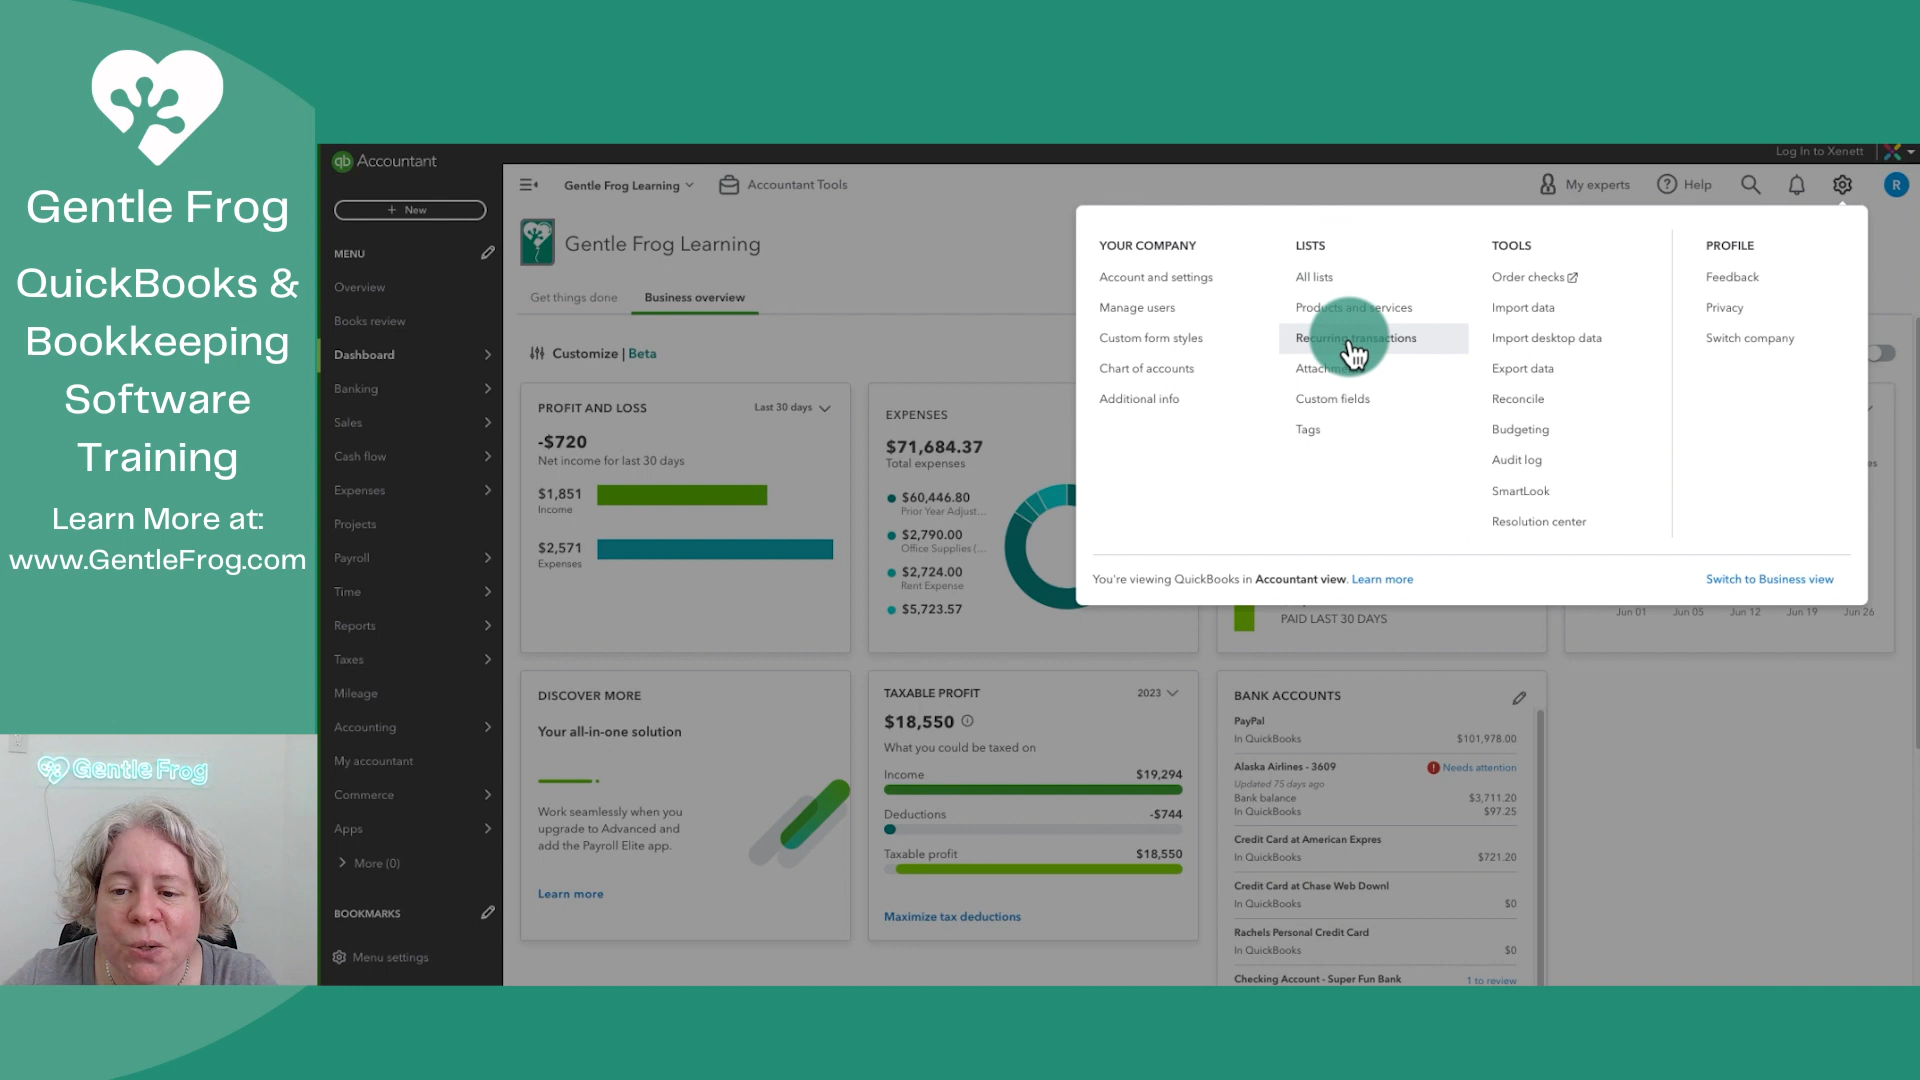 Gentle Frog
QuickBooks &
Bookkeeping
Software
Training
Learn More at:
www.GentleFrog.com
Gentle Frog
qb Accountant
Log In to Xenett
+ New
MENU
Overview
Books review
Dashboard
Banking
Sales
Cash flow
Expenses
Projects
Payroll
Time
Reports
Taxes
Mileage
Accounting
My accountant
Commerce
Apps
More (0)
BOOKMARKS
Menu settings
Gentle Frog Learning
Accountant Tools
My experts
Help
R
Gentle Frog Learning
Get things done
Business overview
Customize | Beta
PROFIT AND LOSS
Last 30 days
-$720
Net income for last 30 days
$1,851
Income
$2,571
Expenses
EXPENSES
$71,684.37
Total expenses
$60,446.80
Prior Year Adjust...
$2,790.00
Office Supplies (...
$2,724.00
Rent Expense
$5,723.57
YOUR COMPANY
Account and settings
Manage users
Custom form styles
Chart of accounts
Additional info
LISTS
All lists
Products and services
Recurring transactions
Custom fields
Tags
TOOLS
Order checks
Import data
Import desktop data
Export data
Reconcile
Budgeting
Audit log
SmartLook
Resolution center
PROFILE
Feedback
Privacy
Switch company
You're viewing QuickBooks in Accountant view. Learn more
Switch to Business view
PAID LAST 30 DAYS
Jun 01 Jun 05 Jun 12 Jun 19 Jun 26
DISCOVER MORE
Your all-in-one solution
Work seamlessly when you
upgrade to Advanced and
add the Payroll Elite app.
Learn more
TAXABLE PROFIT
2023
$18,550
What you could be taxed on
Income $19,294
Deductions -$744
Taxable profit $18,550
Maximize tax deductions
BANK ACCOUNTS
PayPal
In QuickBooks $101,978.00
Alaska Airlines - 3609 Needs attention
Updated 75 days ago
Bank balance $3,711.20
In QuickBooks $97.25
Credit Card at American Expres
In QuickBooks $721.20
Credit Card at Chase Web Downl
In QuickBooks $0
Rachels Personal Credit Card
In QuickBooks $0
Checking Account - Super Fun Bank 1 to review